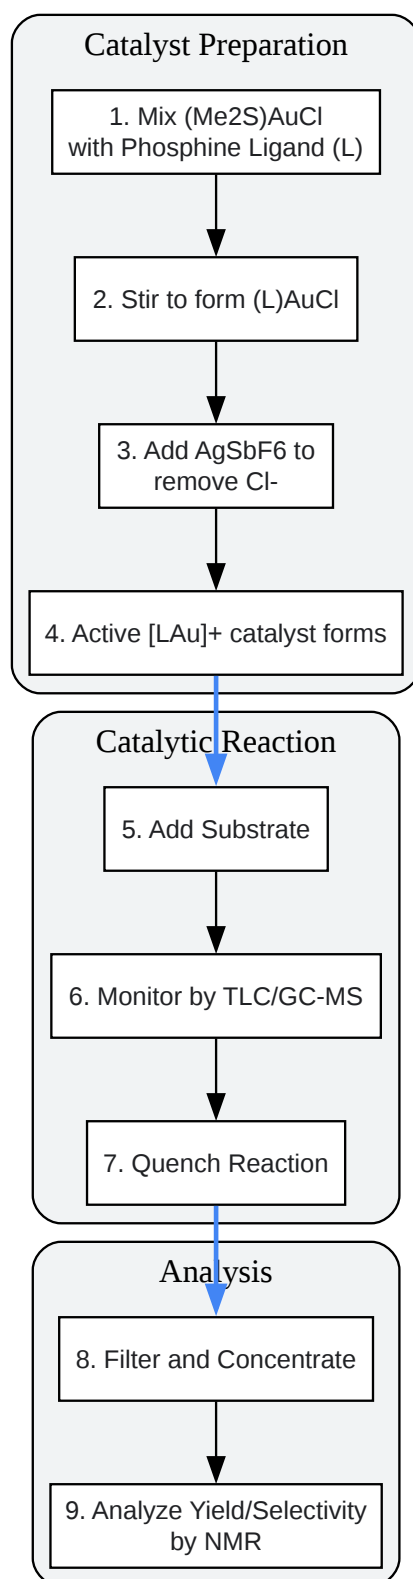 Catalyst Preparation
1. Mix (Me2S)AuCl
with Phosphine Ligand (L)
2. Stir to form (L)AuCl
3. Add AgSbF6 to
remove Cl-
4. Active [LAu]+ catalyst forms
Catalytic Reaction
5. Add Substrate
6. Monitor by TLC/GC-MS
7. Quench Reaction
Analysis
8. Filter and Concentrate
9. Analyze Yield/Selectivity
by NMR